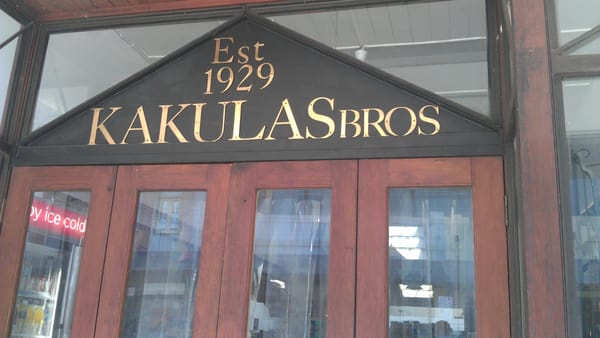 Est
1929
KAKULAS BROS
ice cold